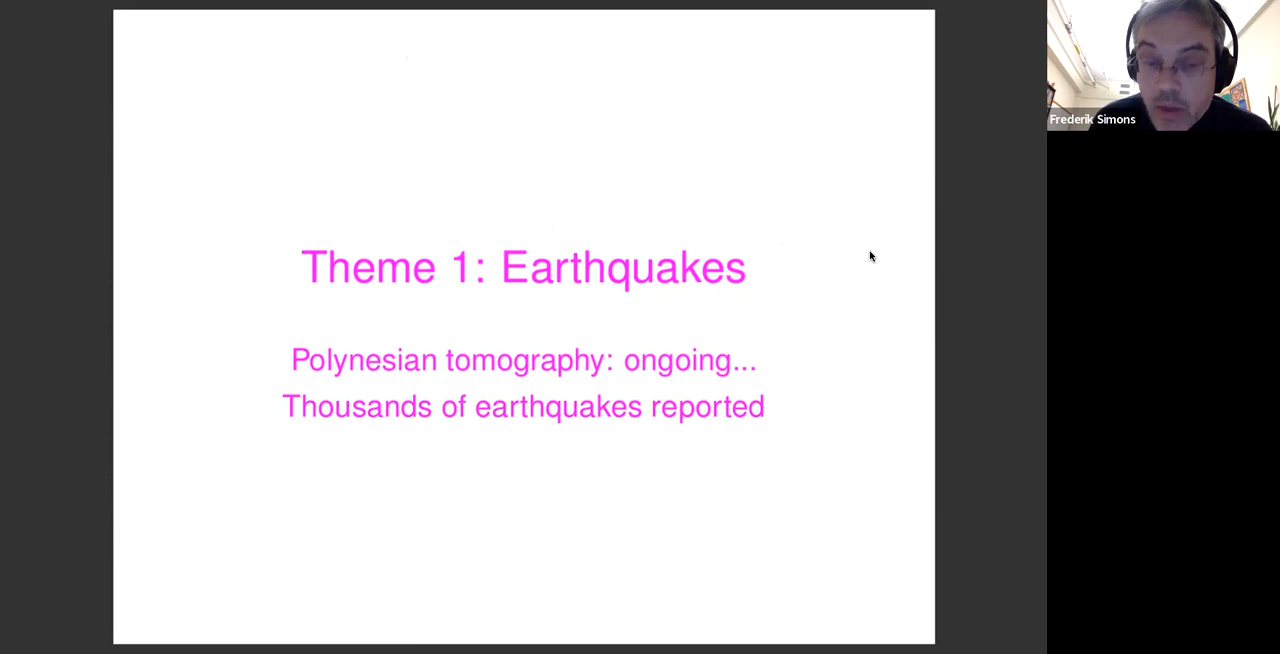 Theme 1: Earthquakes
Polynesian tomography: ongoing...
Thousands of earthquakes reported
Frederik Simons